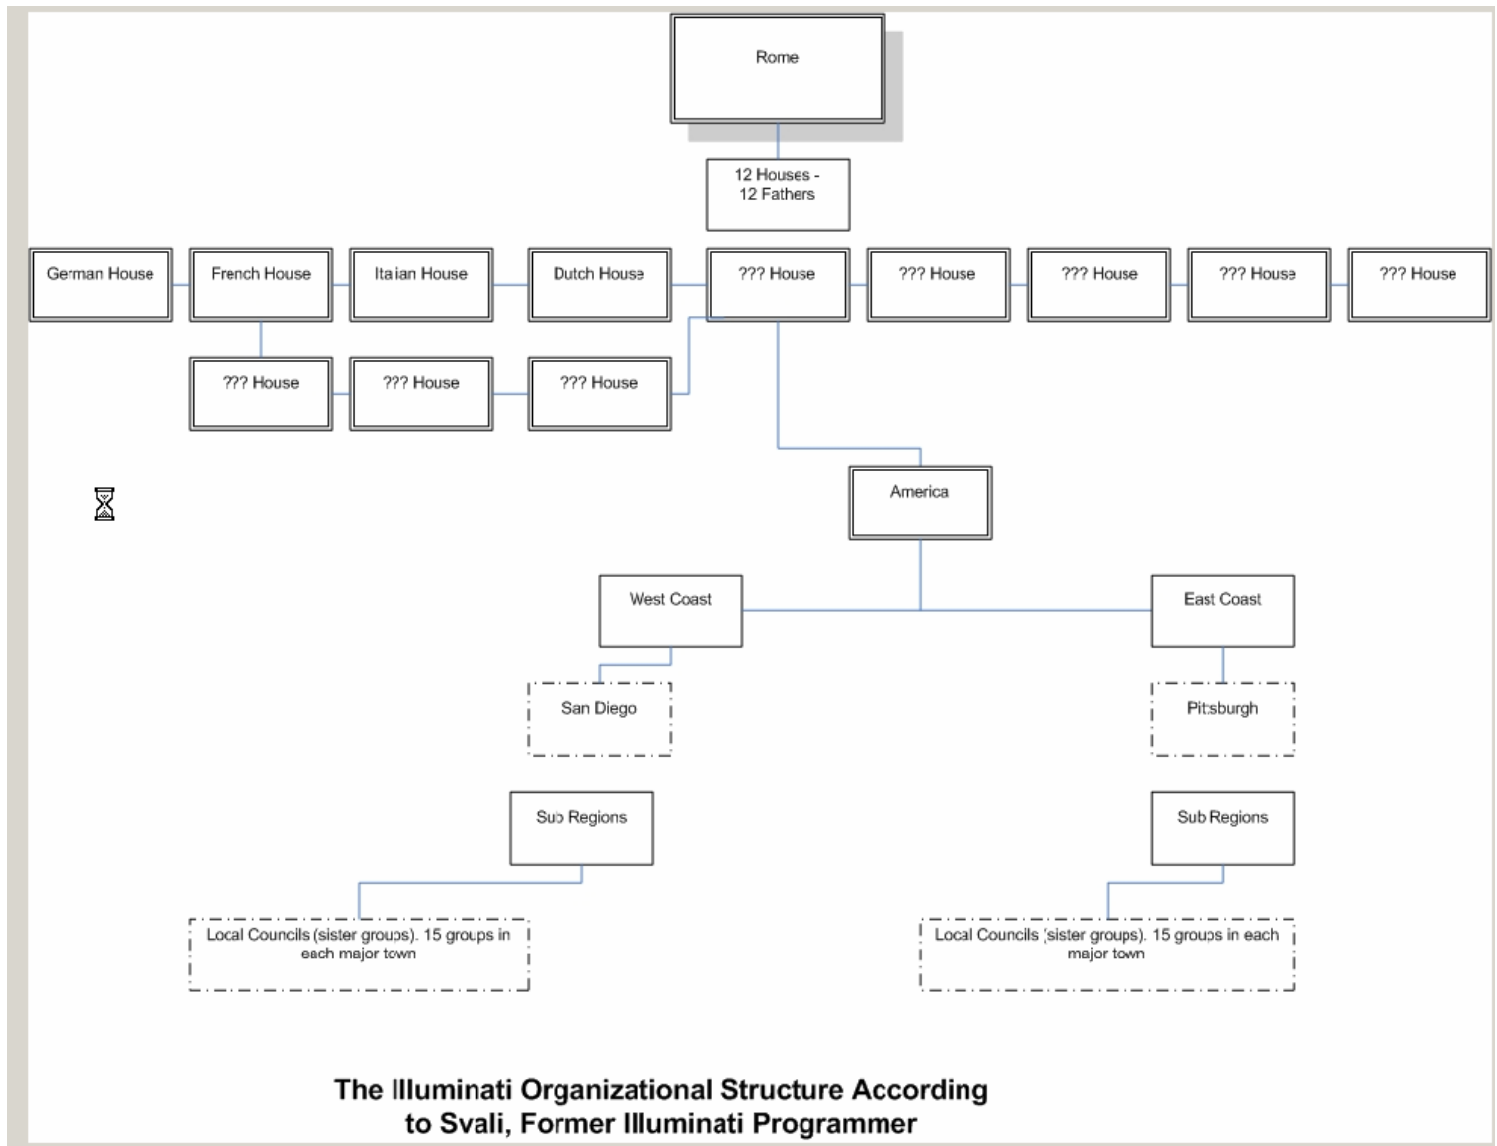 Rome
12 Houses -
12 Fathers
German House
French House
Italian House
Dutch House
??? House
??? House
??? House
??? House
??? House
??? House
??? House
??? House
America
West Coast
East Coast
San Diego
Pittsburgh
Sub Regions
Sub Regions
Local Councils (sister groups). 15 groups in
each major town
Local Councils (sister groups). 15 groups in each
major town
The Illuminati Organizational Structure According
to Svali, Former Illuminati Programmer